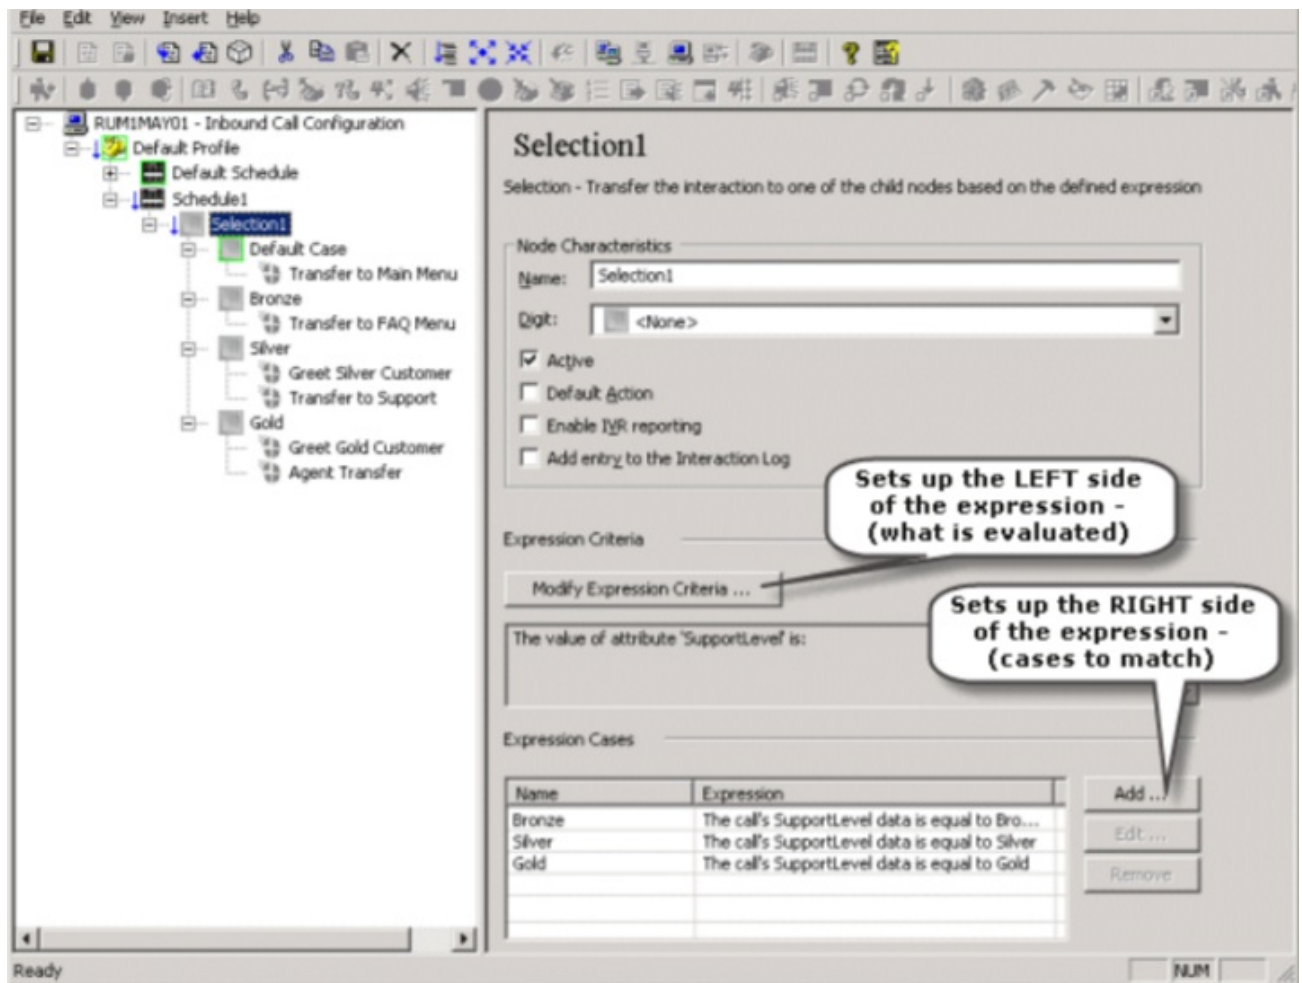 File Edit View Insert Help
RUM1MAY01 - Inbound Call Configuration
Default Profile
Default Schedule
Schedule1
Selection1
Default Case
Transfer to Main Menu
Bronze
Transfer to FAQ Menu
Silver
Greet Silver Customer
Transfer to Support
Gold
Greet Gold Customer
Agent Transfer
Selection1
Selection - Transfer the interaction to one of the child nodes based on the defined expression
Node Characteristics
Name: Selection1
Digit: <None>
Active
Default Action
Enable IVR reporting
Add entry to the Interaction Log
Sets up the LEFT side
of the expression -
(what is evaluated)
Expression Criteria
Modify Expression Criteria ...
Sets up the RIGHT side
of the expression -
(cases to match)
The value of attribute 'SupportLevel' is:
Expression Cases
Name Expression
Bronze The call's SupportLevel data is equal to Bro...
Silver The call's SupportLevel data is equal to Silver
Gold The call's SupportLevel data is equal to Gold
Add ...
Edit ...
Remove
Ready NUM